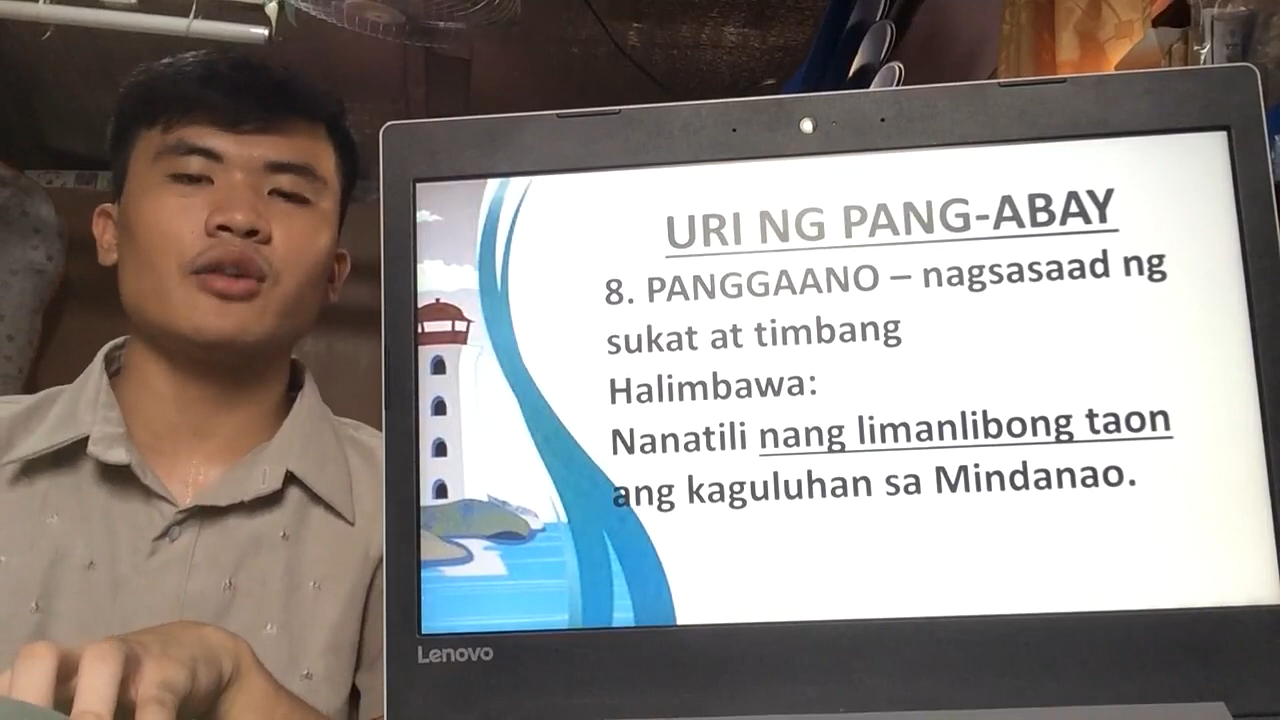 URI NG PANG-ABAY
8. PANGGAANO – nagsasaad ng
sukat at timbang
Halimbawa:
Nanatili nang limanlibong taon
ang kaguluhan sa Mindanao.
Lenovo